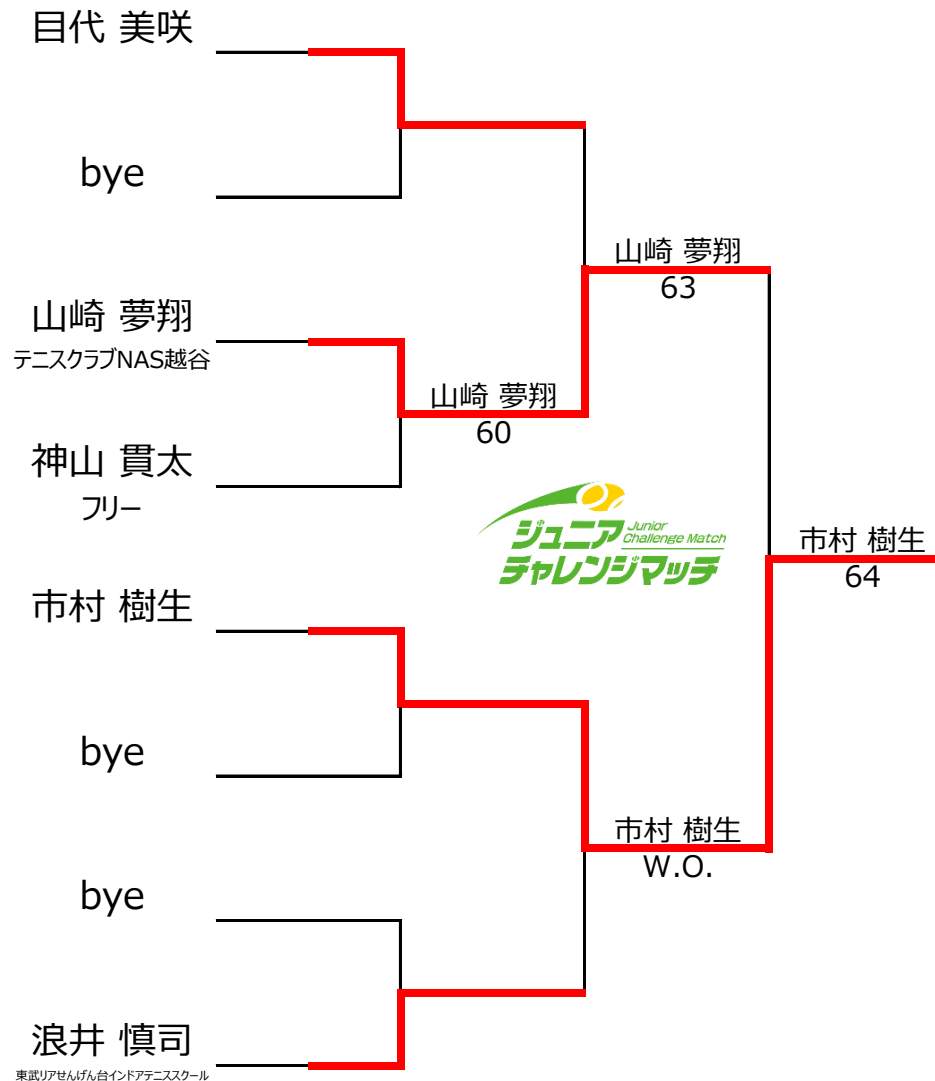 目代 美咲
bye
山崎 夢翔
63
山崎 夢翔
テニスクラブNAS越谷
山崎 夢翔
60
神山 貫太
フリー
ジュニア
Junior
Challenge Match
チャレンジマッチ
市村 樹生
64
市村 樹生
bye
市村 樹生
W.O.
bye
浪井 慎司
東武リアせんげん台インドアテニススクール